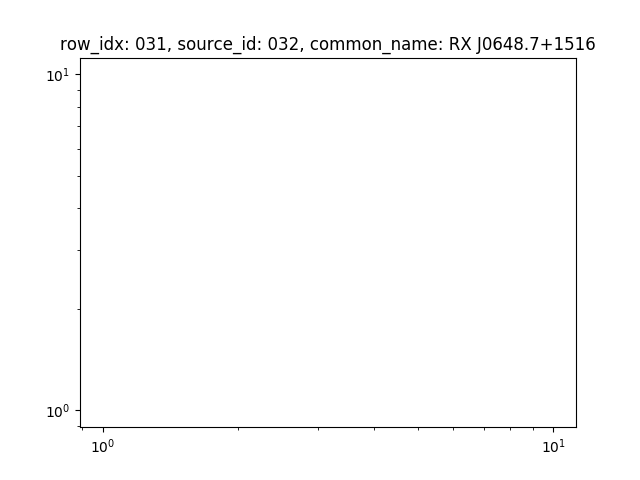 row_idx: 031, source_id: 032, common_name: RX J0648.7+1516
10¹
10⁰
10⁰ 10¹